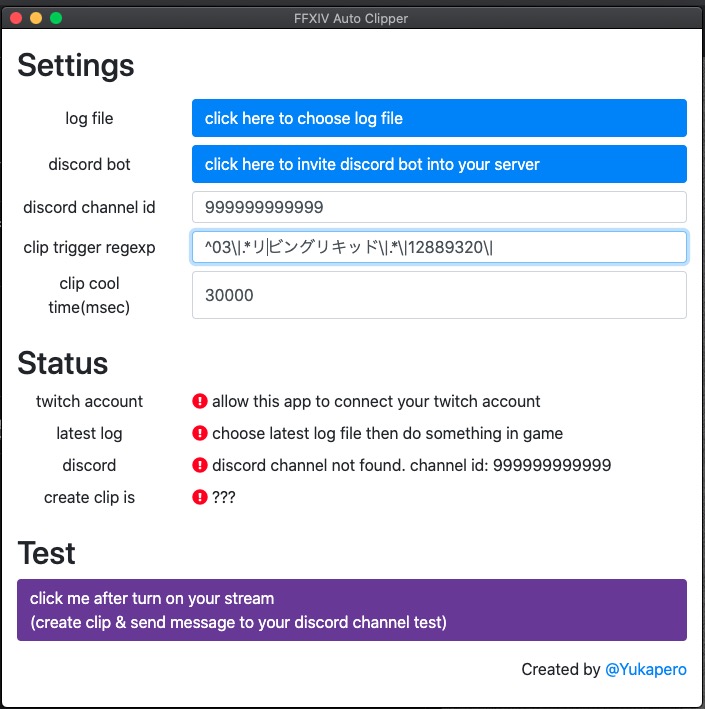 FFXIV Auto Clipper
Settings
log file
click here to choose log file
discord bot
click here to invite discord bot into your server
discord channel id
999999999999
clip trigger regexp
^03\|.*リビングリキッド\|.*\|12889320\|
clip cool
time(msec)
30000
Status
twitch account
allow this app to connect your twitch account
latest log
choose latest log file then do something in game
discord
discord channel not found. channel id: 999999999999
create clip is
???
Test
click me after turn on your stream
(create clip & send message to your discord channel test)
Created by @Yukapero